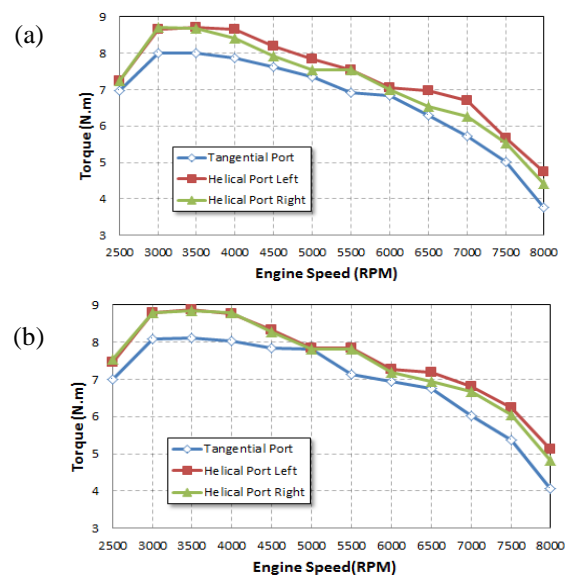 (a)
9
8
7
6
5
4
3
Torque (N.m)
Tangential Port
Helical Port Left
Helical Port Right
2500 3000 3500 4000 4500 5000 5500 6000 6500 7000 7500 8000
Engine Speed (RPM)
(b)
9
8
7
6
5
4
3
Torque (N.m)
Tangential Port
Helical Port Left
Helical Port Right
2500 3000 3500 4000 4500 5000 5500 6000 6500 7000 7500 8000
Engine Speed(RPM)